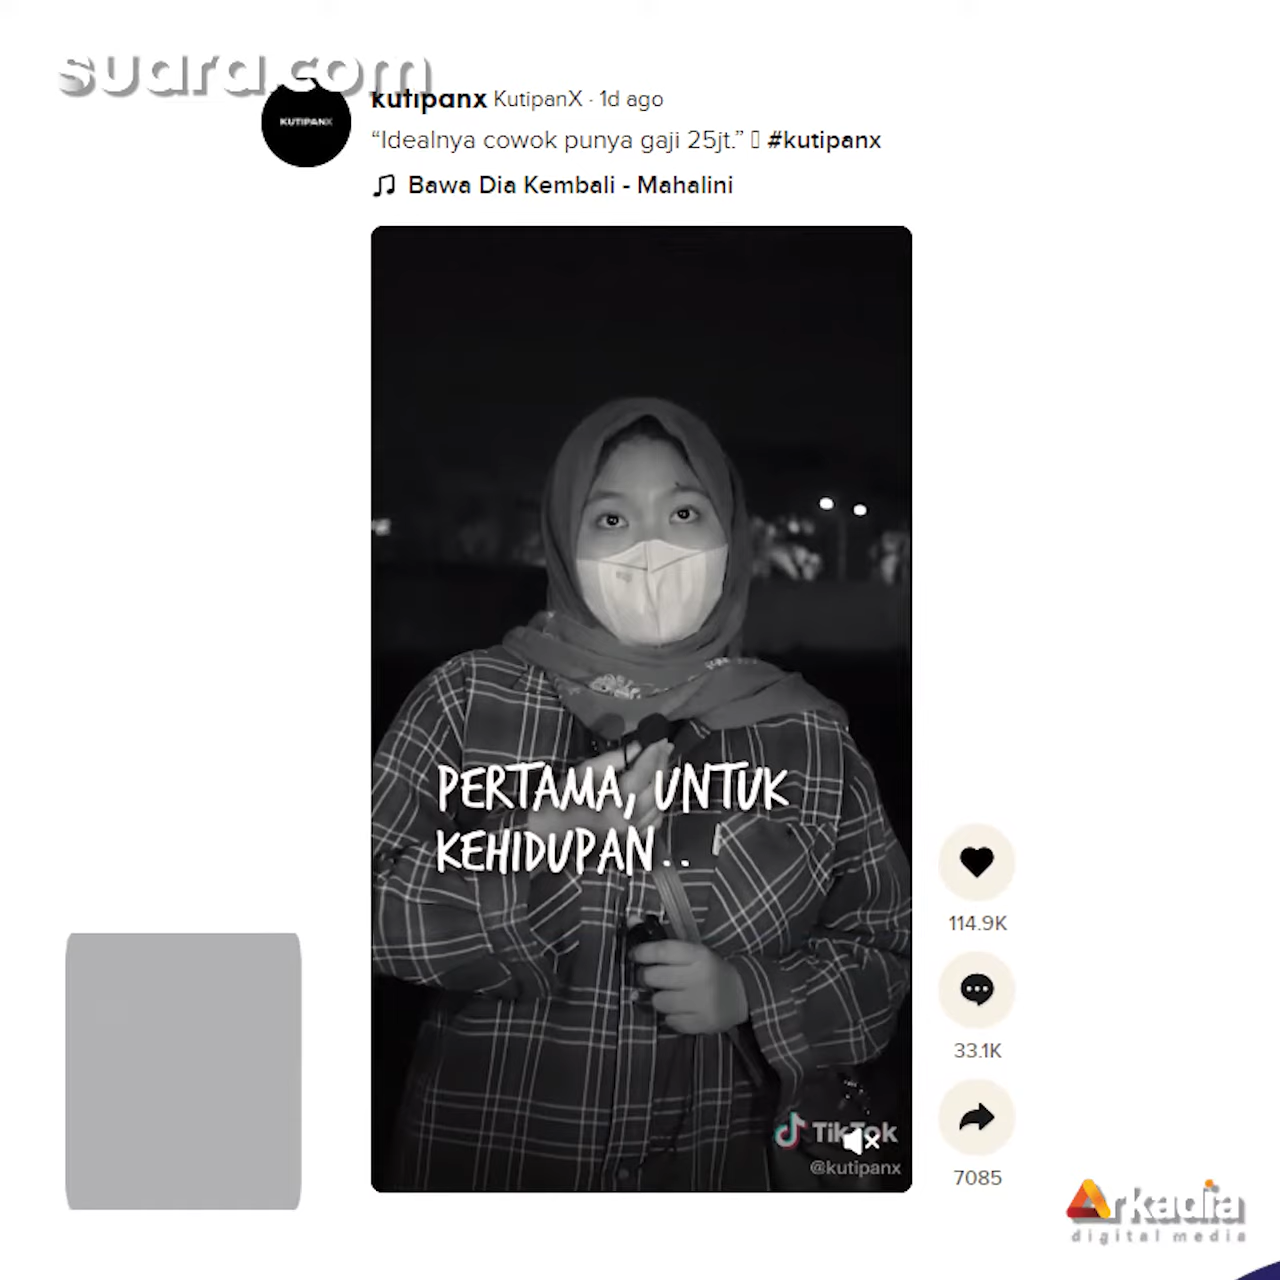 suara.com
KUTIPANX
kutipanx KutipanX · 1d ago
“Idealnya cowok punya gaji 25jt.” #kutipanx
Bawa Dia Kembali - Mahalini
PERTAMA, UNTUK
KEHIDUPAN..
114.9K
33.1K
TikTok
@kutipanx
7085
Arkadia
digital media